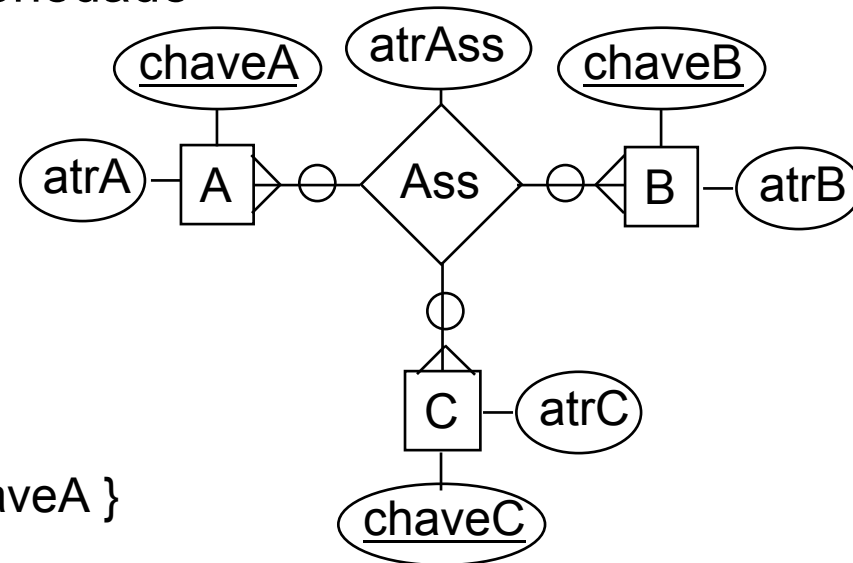 chaveA atrAss chaveB
atrA A Ass B atrB
C atrC
aveA }
chaveC